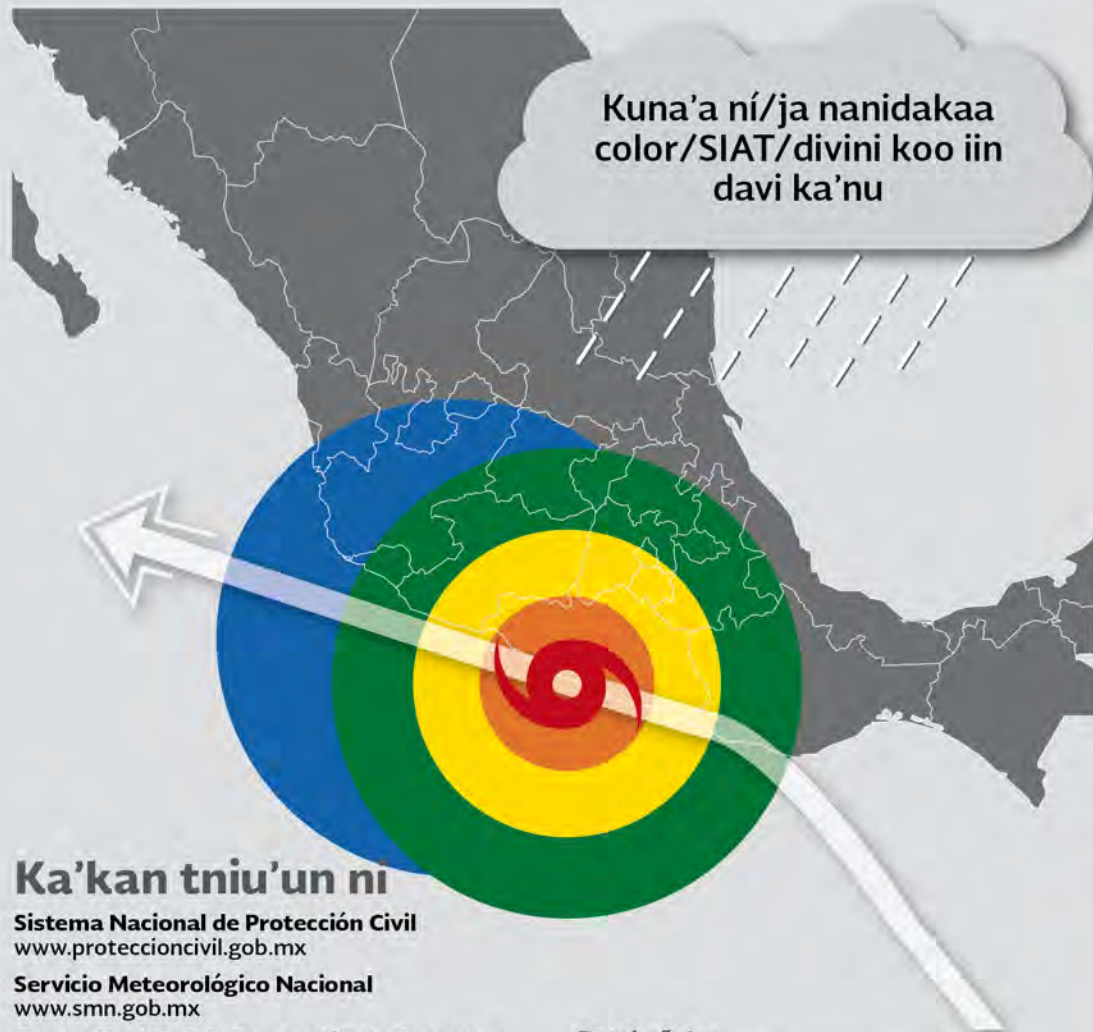 Kuna’a ní/ja nanidakaa
color/SIAT/divini koo iin
davi ka’nu
Ka’kan tniu’un ni
Sistema Nacional de Protección Civil
www.proteccioncivil.gob.mx
Servicio Meteorológico Nacional
www.smn.gob.mx